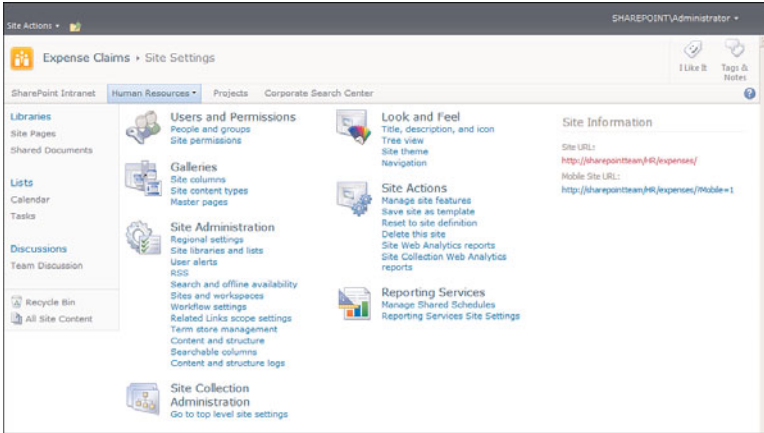 Site Actions
SHAREPOINT\Administrator
Expense Claims › Site Settings
I Like It
Tags &
Notes
SharePoint Intranet
Human Resources
Projects
Corporate Search Center
Libraries
Site Pages
Shared Documents
Lists
Calendar
Tasks
Discussions
Team Discussion
Recycle Bin
All Site Content
Users and Permissions
People and groups
Site permissions
Galleries
Site columns
Site content types
Master pages
Site Administration
Regional settings
Site libraries and lists
User alerts
RSS
Search and offline availability
Sites and workspaces
Workflow settings
Related Links scope settings
Term store management
Content and structure
Searchable columns
Content and structure logs
Site Collection
Administration
Go to top level site settings
Look and Feel
Title, description, and icon
Tree view
Site theme
Navigation
Site Actions
Manage site features
Save site as template
Reset to site definition
Delete this site
Site Web Analytics reports
Site Collection Web Analytics
reports
Reporting Services
Manage Shared Schedules
Reporting Services Site Settings
Site Information
Site URL:
http://sharepointteam/HR/expenses/
Mobile Site URL:
http://sharepointteam/HR/expenses/?Mobile=1